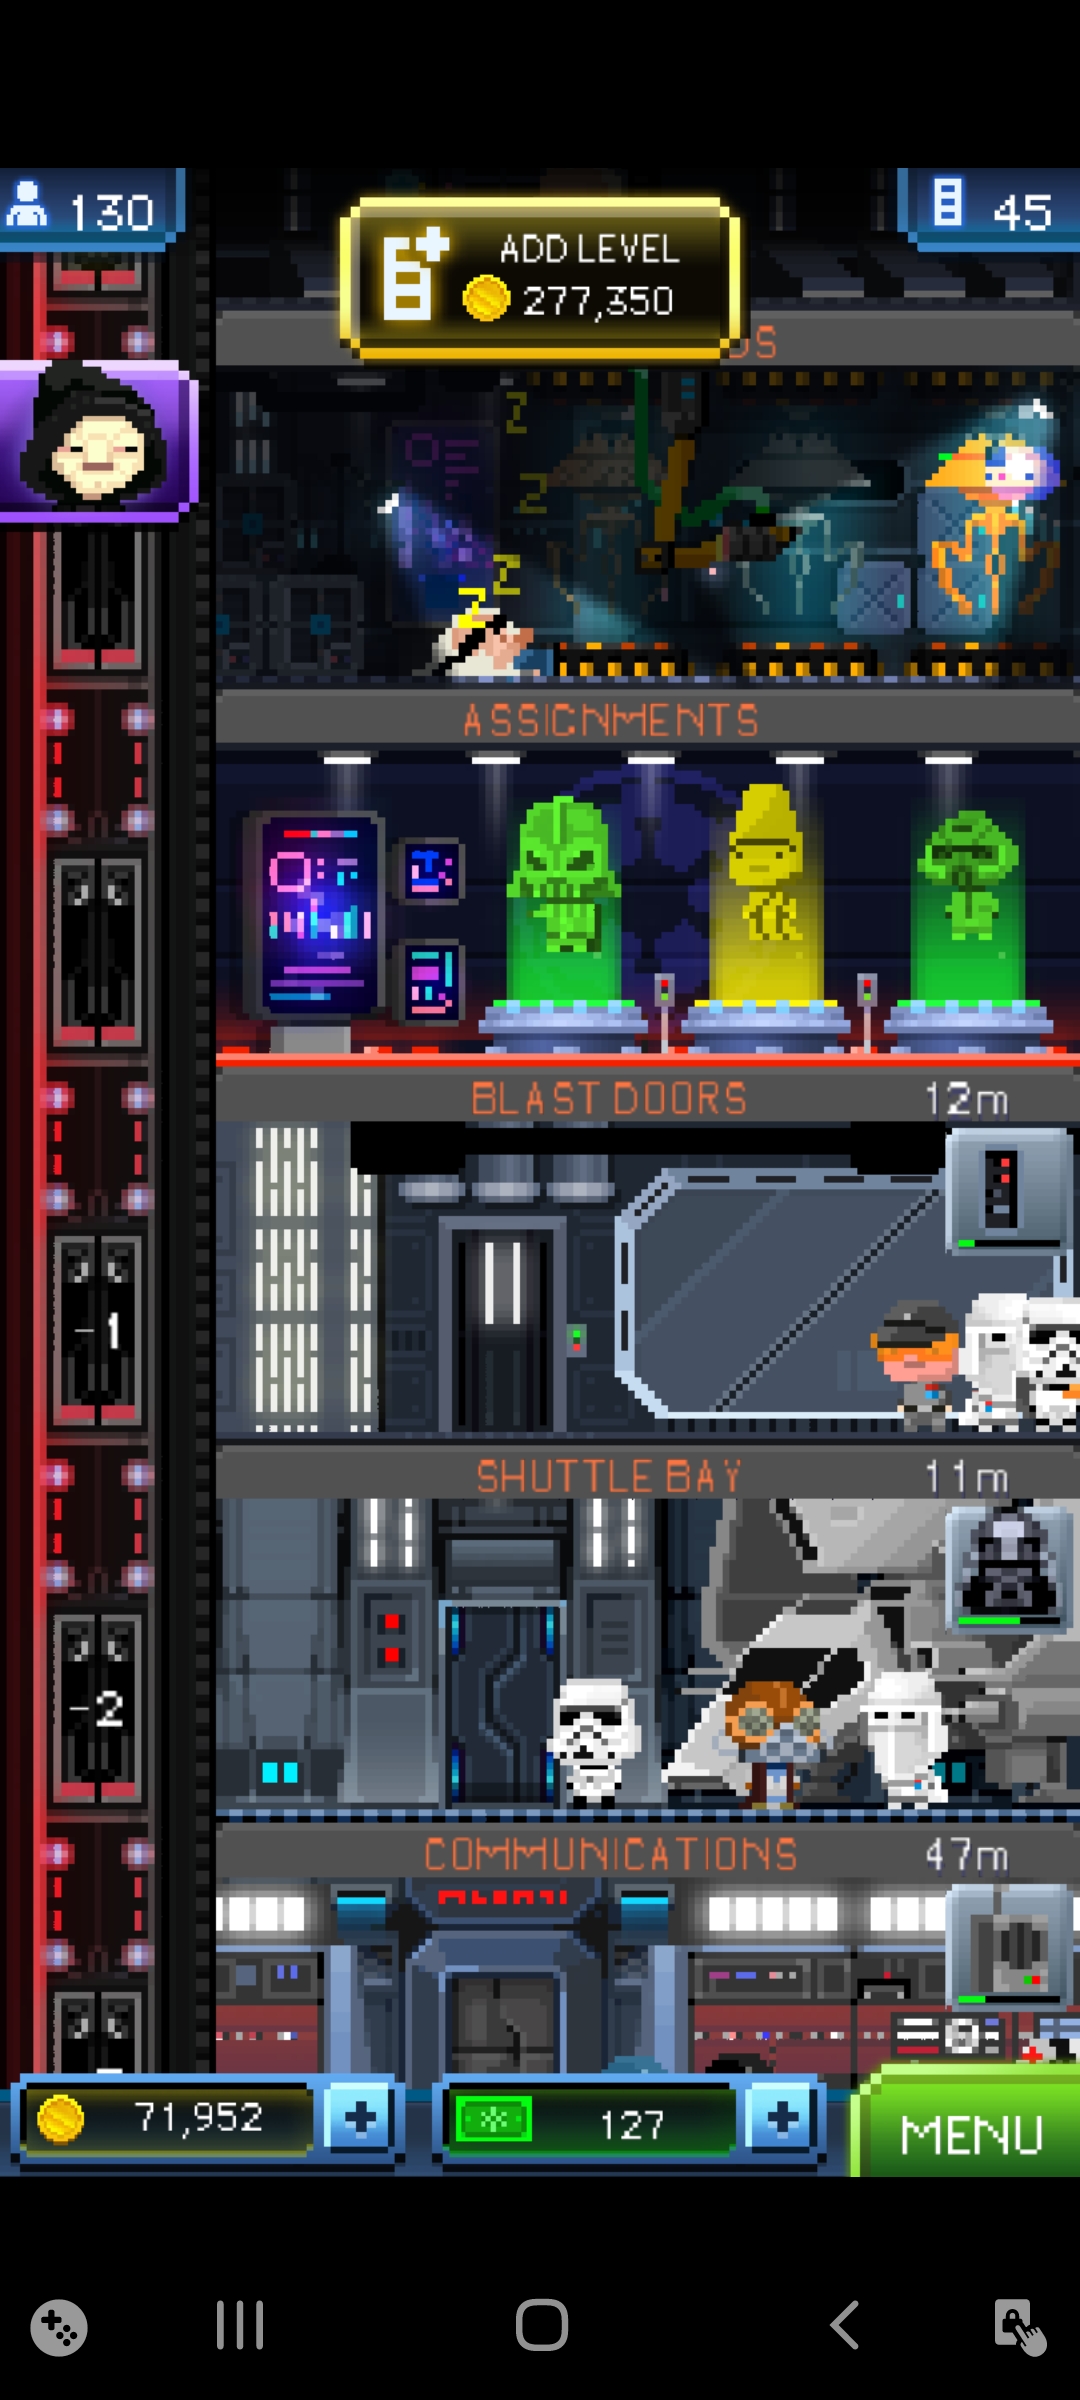 130
ADD LEVEL
277,350
45
DS
Z
Z
Z
Z
ASSIGNMENTS
BLAST DOORS 12m
-1
SHUTTLE BAY 11m
-2
COMMUNICATIONS 47m
71,952
127
MENU